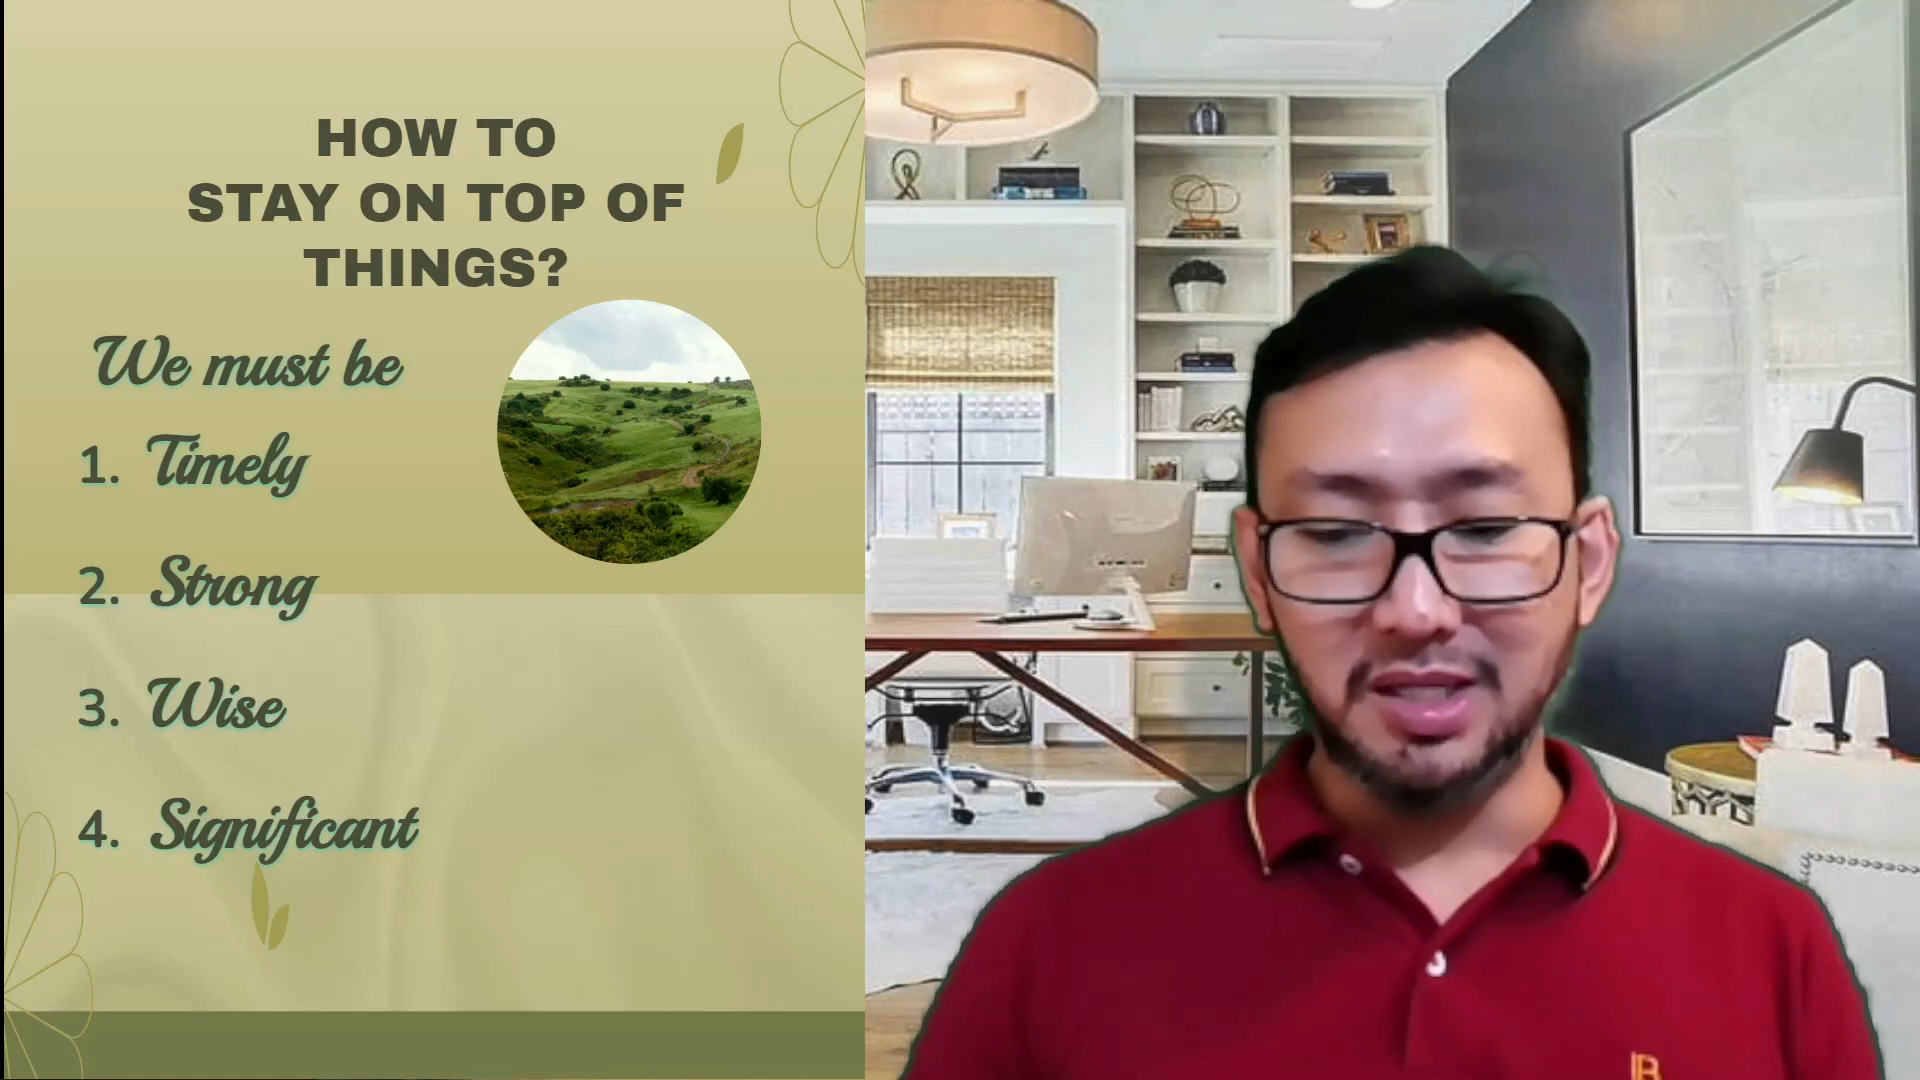 HOW TO
STAY ON TOP OF
THINGS?
We must be
1. Timely
2. Strong
3. Wise
4. Significant